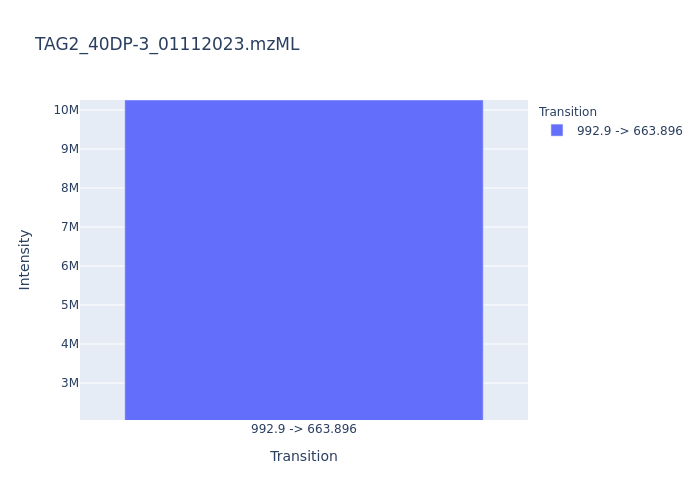 TAG2_40DP-3_01112023.mzML
Transition
992.9 -> 663.896
10M
9M
8M
7M
6M
5M
4M
3M
Intensity
992.9 -> 663.896
Transition